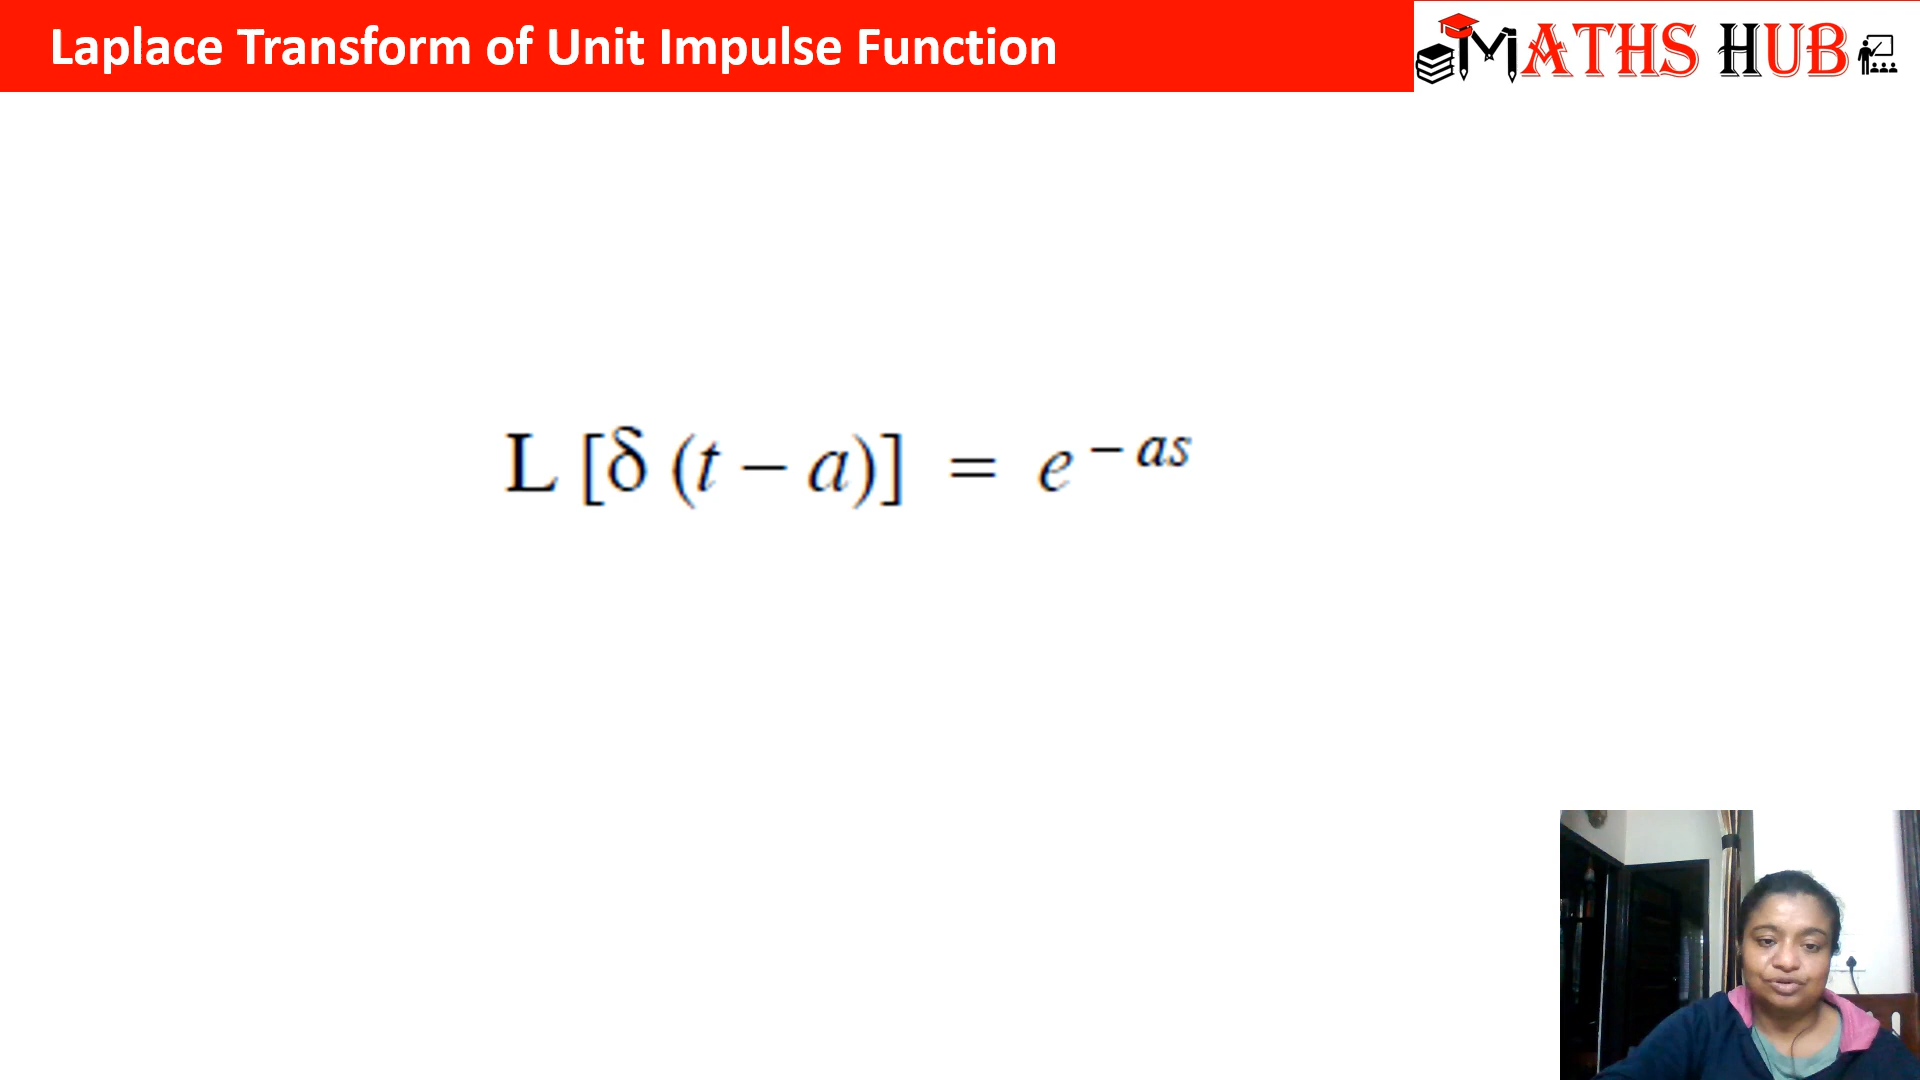 Laplace Transform of Unit Impulse Function
MATHS HUB
L [δ (t – a)] = e^{– as}